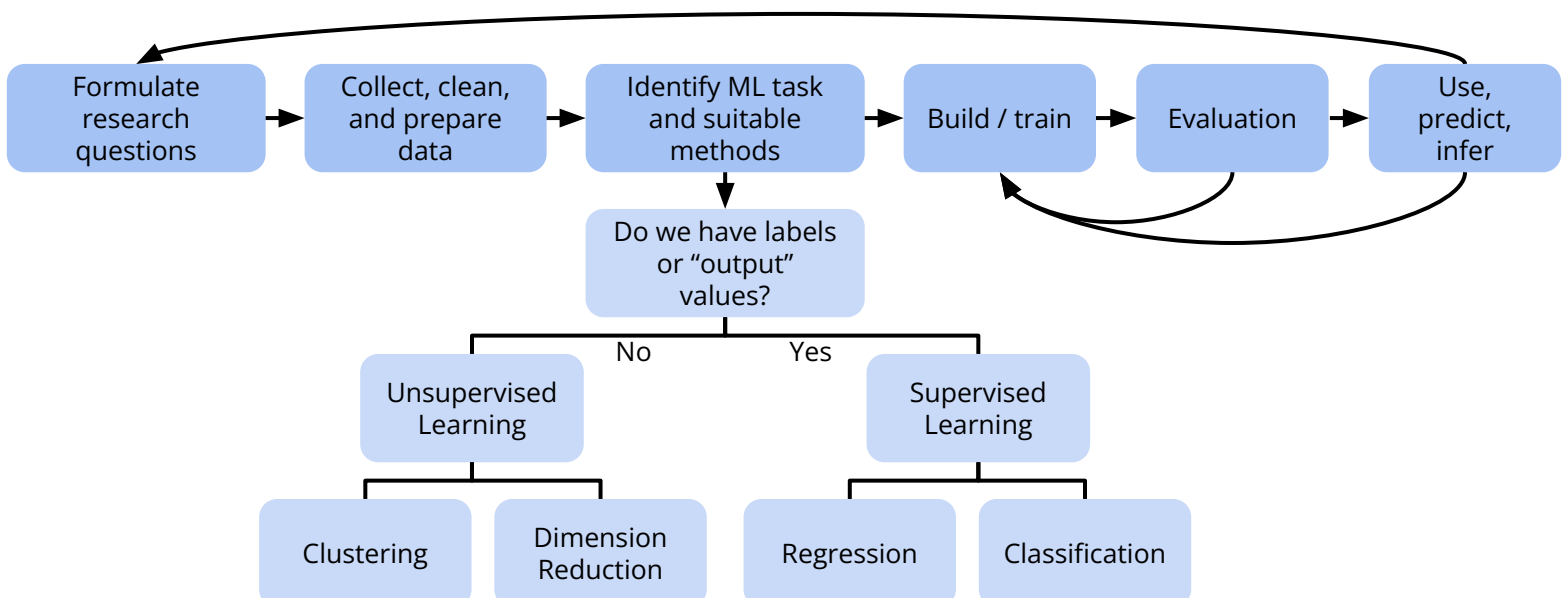 Formulate
research
questions
Collect, clean,
and prepare
data
Identify ML task
and suitable
methods
Build / train
Evaluation
Use,
predict,
infer
Do we have labels
or “output”
values?
No
Yes
Unsupervised
Learning
Supervised
Learning
Clustering
Dimension
Reduction
Regression
Classification